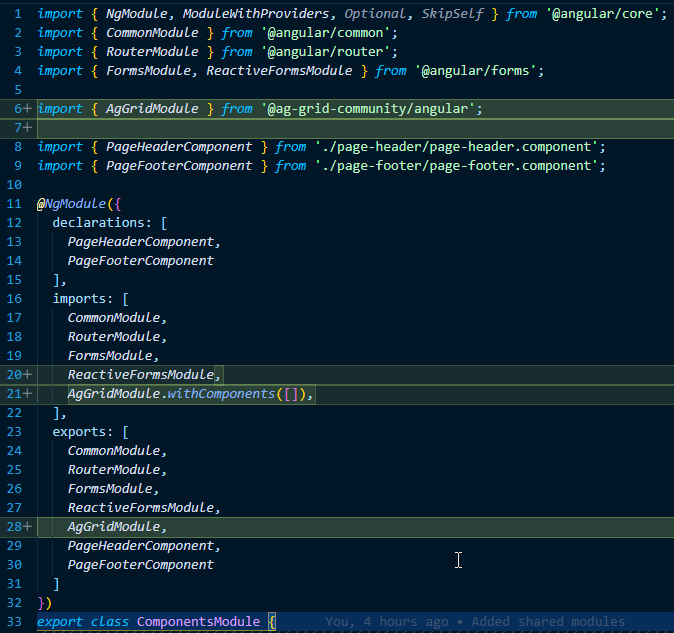 1 import { NgModule, ModuleWithProviders, Optional, SkipSelf } from '@angular/core';
2 import { CommonModule } from '@angular/common';
3 import { RouterModule } from '@angular/router';
4 import { FormsModule, ReactiveFormsModule } from '@angular/forms';
5
6+ import { AgGridModule } from '@ag-grid-community/angular';
7+
8 import { PageHeaderComponent } from './page-header/page-header.component';
9 import { PageFooterComponent } from './page-footer/page-footer.component';
10
11 @NgModule({
12   declarations: [
13     PageHeaderComponent,
14     PageFooterComponent
15   ],
16   imports: [
17     CommonModule,
18     RouterModule,
19     FormsModule,
20+     ReactiveFormsModule,
21+     AgGridModule.withComponents([]),
22   ],
23   exports: [
24     CommonModule,
25     RouterModule,
26     FormsModule,
27     ReactiveFormsModule,
28+     AgGridModule,
29     PageHeaderComponent,
30     PageFooterComponent
31   ]
32 })
33 export class ComponentsModule { You, 4 hours ago • Added shared modules